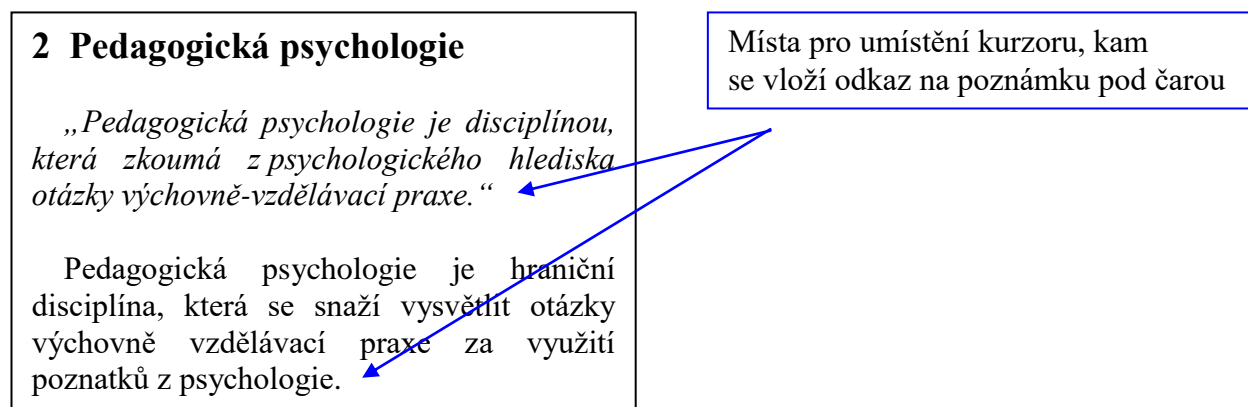 2 Pedagogická psychologie
„Pedagogická psychologie je disciplínou,
která zkoumá z psychologického hlediska
otázky výchovně-vzdělávací praxe.“
Pedagogická psychologie je hraniční
disciplína, která se snaží vysvětlit otázky
výchovně vzdělávací praxe za využití
poznatků z psychologie.
Místa pro umístění kurzoru, kam
se vloží odkaz na poznámku pod čarou